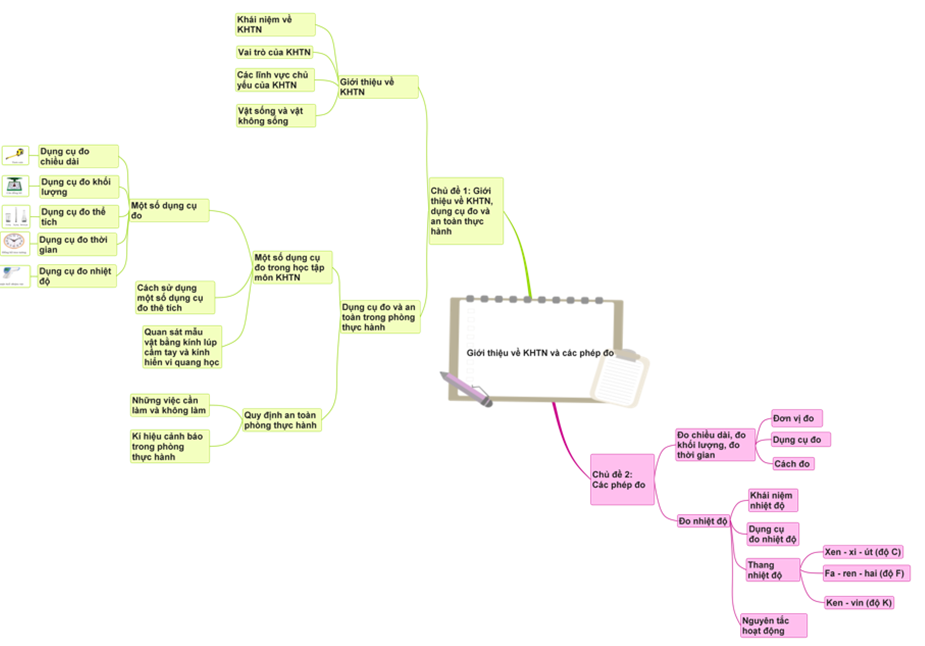 Khái niệm về
KHTN
Vai trò của KHTN
Các lĩnh vực chủ
yếu của KHTN
Vật sống và vật
không sống
Giới thiệu về
KHTN
Dụng cụ đo
chiều dài
Dụng cụ đo khối
lượng
Dụng cụ đo thể
tích
Dụng cụ đo thời
gian
Dụng cụ đo nhiệt
độ
Một số dụng cụ
đo
Cách sử dụng
một số dụng cụ
đo thể tích
Quan sát mẫu
vật bằng kính lúp
cầm tay và kính
hiển vi quang học
Một số dụng cụ
đo trong học tập
môn KHTN
Những việc cần
làm và không làm
Kí hiệu cảnh báo
trong phòng
thực hành
Quy định an toàn
phòng thực hành
Dụng cụ đo và an
toàn trong phòng
thực hành
Chủ đề 1: Giới
thiệu về KHTN,
dụng cụ đo và
an toàn thực
hành
Giới thiệu về KHTN và các phép đo
Chủ đề 2:
Các phép đo
Đo chiều dài, đo
khối lượng, đo
thời gian
Đơn vị đo
Dụng cụ đo
Cách đo
Đo nhiệt độ
Khái niệm
nhiệt độ
Dụng cụ
đo nhiệt độ
Thang
nhiệt độ
Xen - xi - út (độ C)
Fa - ren - hai (độ F)
Ken - vin (độ K)
Nguyên tắc
hoạt động